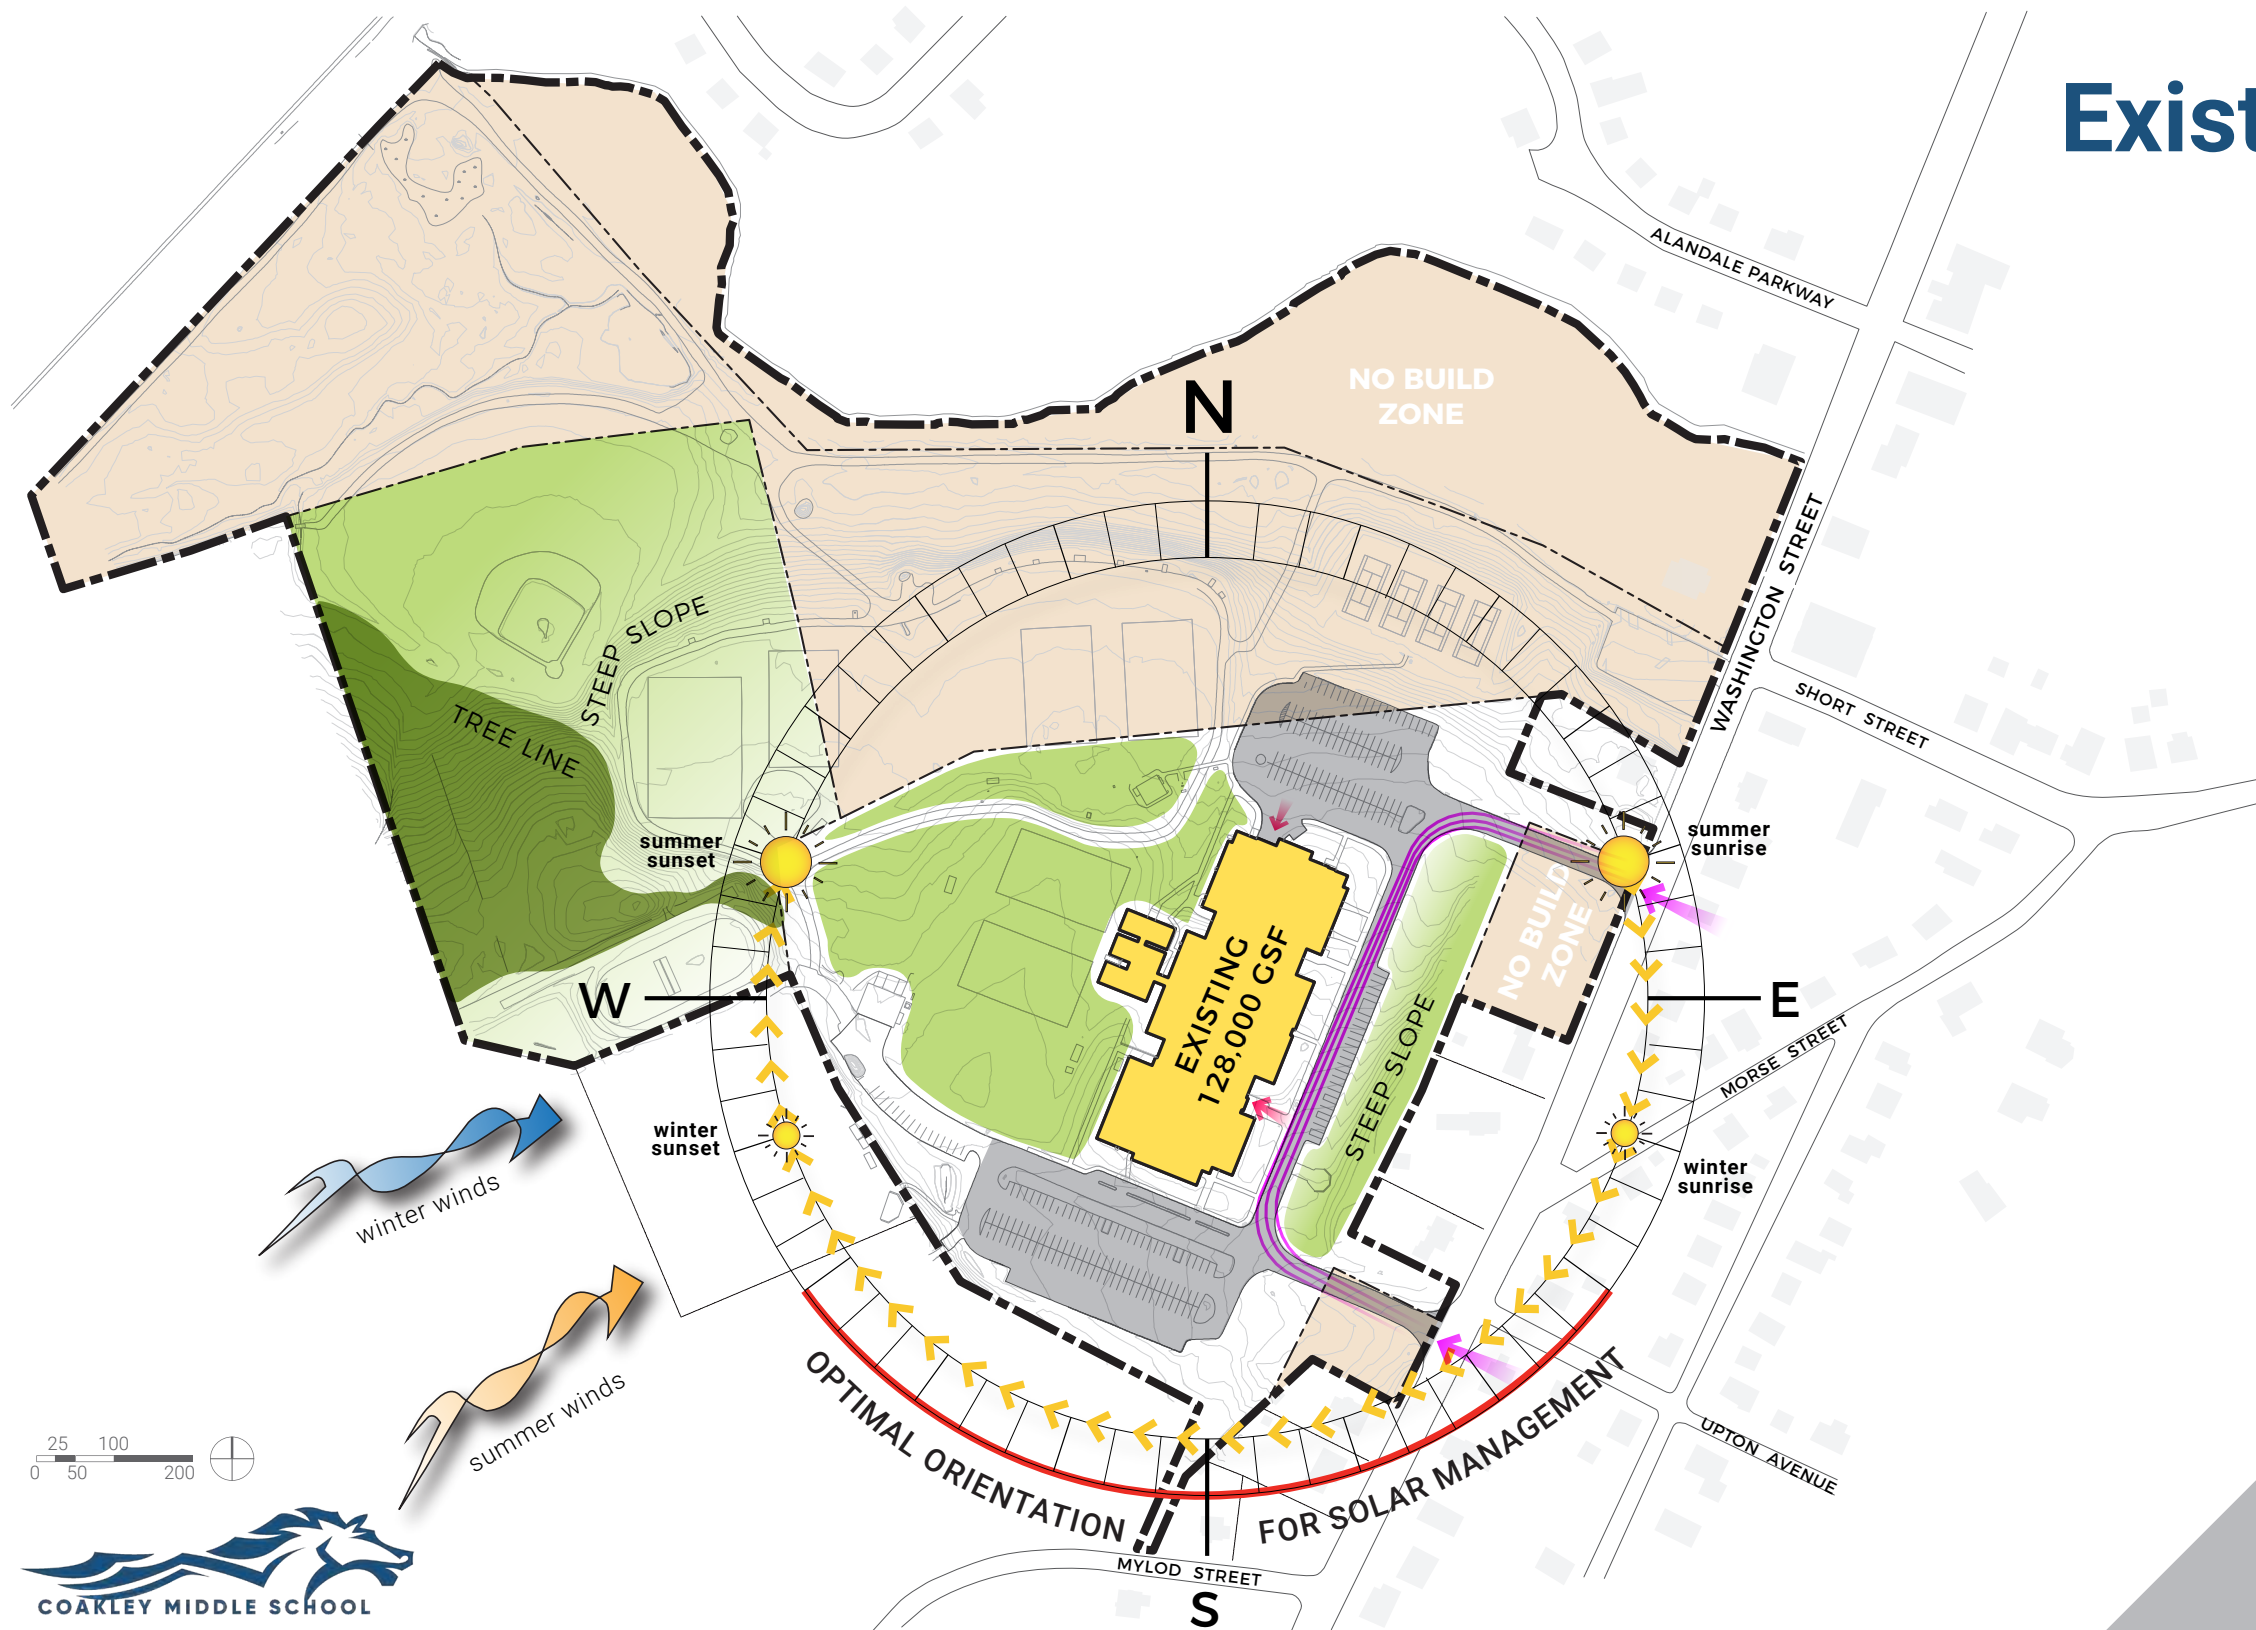 Exist
ALANDALE PARKWAY
NO BUILD
ZONE
N
WASHINGTON STREET
SHORT STREET
STEEP SLOPE
TREE LINE
summer
sunset
summer
sunrise
NO BUILD
ZONE
W
E
EXISTING
128,000 GSF
STEEP SLOPE
MORSE STREET
winter
sunset
winter
sunrise
winter winds
summer winds
OPTIMAL ORIENTATION
FOR SOLAR MANAGEMENT
UPTON AVENUE
25 100
0 50 200
MYLOD STREET
S
COAKLEY MIDDLE SCHOOL